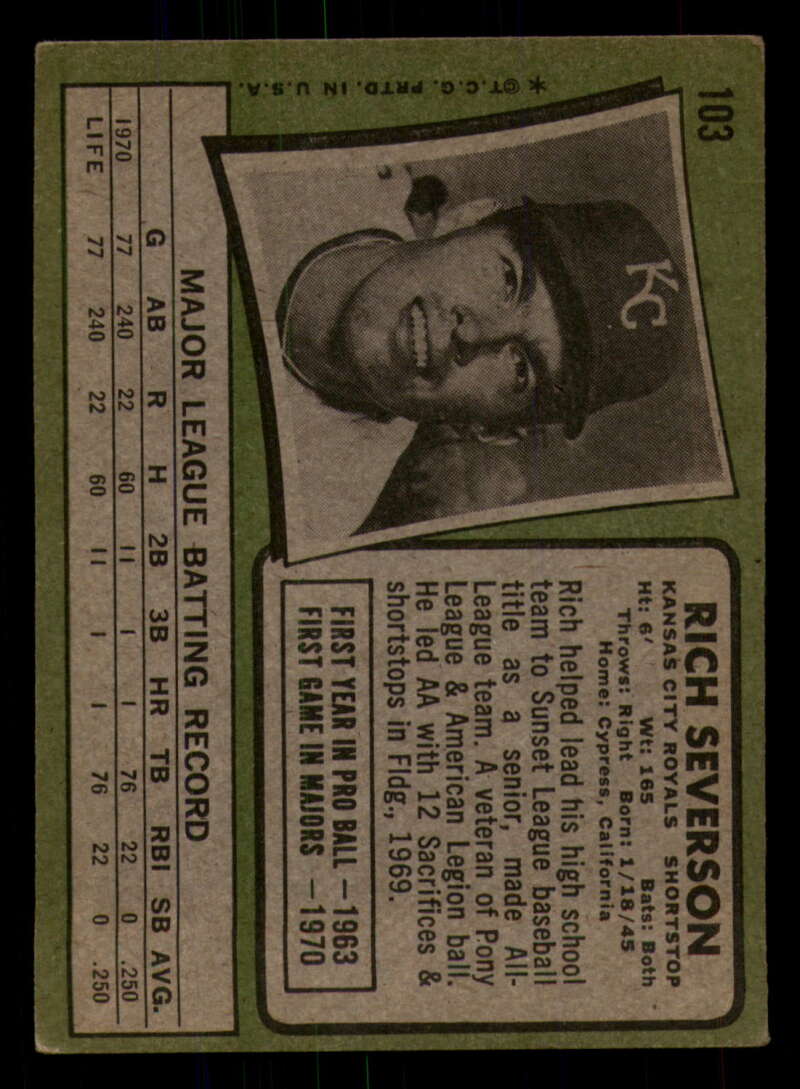 103
* ©T.C.G. PRTD. IN U.S.A.
KC
RICH SEVERSON
KANSAS CITY ROYALS SHORTSTOP
Ht: 6' Wt: 165 Bats: Both
Throws: Right Born: 1/18/45
Home: Cypress, California
Rich helped lead his high school
team to Sunset League baseball
title as a senior, made All-
League team. A veteran of Pony
League & American Legion ball.
He led AA with 12 Sacrifices &
shortstops in Fldg., 1969.
FIRST YEAR IN PRO BALL —1963
FIRST GAME IN MAJORS —1970
MAJOR LEAGUE BATTING RECORD
G AB R H 2B 3B HR TB RBI SB AVG.
1970 77 240 22 60 11 1 1 76 22 0 .250
LIFE 77 240 22 60 11 1 1 76 22 0 .250